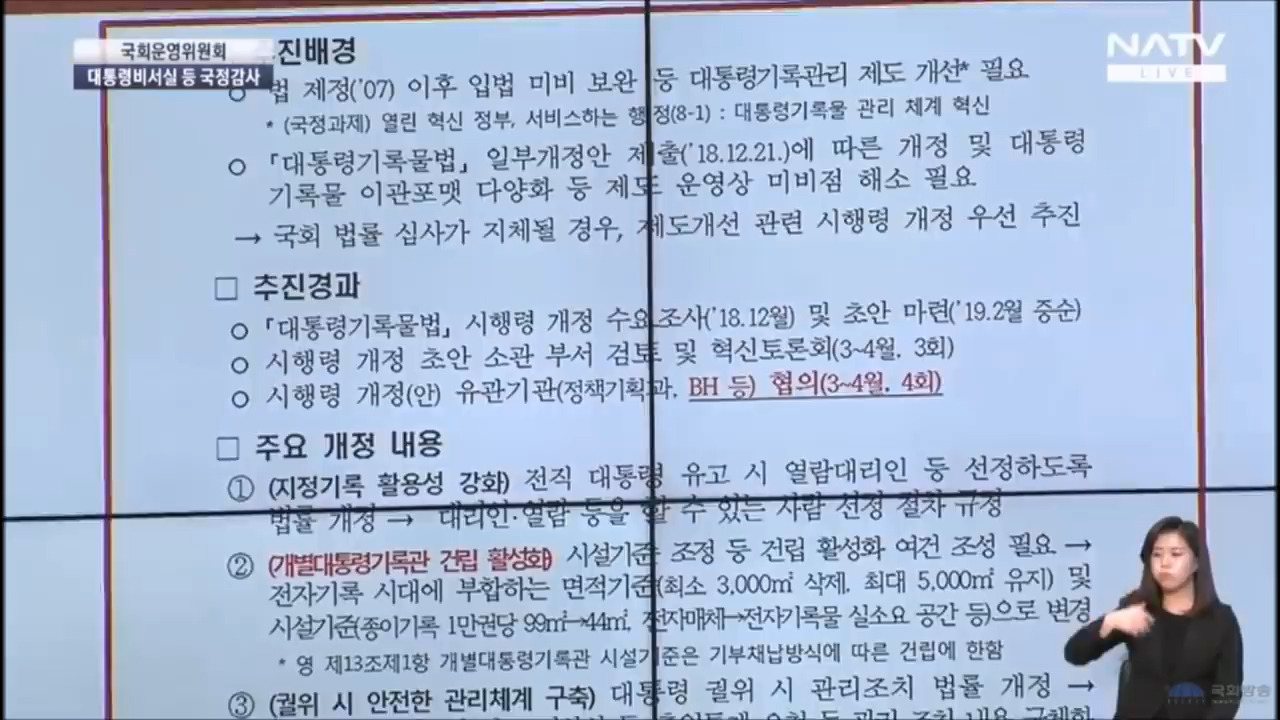 국회운영위원회
대통령비서실 등 국정감사
NATV
LIVE
진배경
법 제정('07) 이후 입법 미비 보완 등 대통령기록관리 제도 개선* 필요
* (국정과제) 열린 혁신 정부, 서비스하는 행정(8-1) : 대통령기록물 관리 체계 혁신
○ 「대통령기록물법」 일부개정안 제출('18.12.21.)에 따른 개정 및 대통령
기록물 이관포맷 다양화 등 제도 운영상 미비점 해소 필요
→ 국회 법률 심사가 지체될 경우, 제도개선 관련 시행령 개정 우선 추진
□ 추진경과
○ 「대통령기록물법」 시행령 개정 수요조사('18.12월) 및 초안 마련('19.2월 중순)
○ 시행령 개정 초안 소관 부서 검토 및 혁신토론회(3~4월, 3회)
○ 시행령 개정(안) 유관기관(정책기획과, BH 등) 협의(3~4월, 4회)
□ 주요 개정 내용
① (지정기록 활용성 강화) 전직 대통령 유고 시 열람대리인 등 선정하도록
법률 개정 → 대리인·열람 등을 할 수 있는 사람 선정 절차 규정
② (개별대통령기록관 건립 활성화) 시설기준 조정 등 건립 활성화 여건 조성 필요 →
전자기록 시대에 부합하는 면적기준(최소 3,000㎡ 삭제, 최대 5,000㎡ 유지) 및
시설기준(종이기록 1만권당 99㎡→44㎡, 전자매체→전자기록물 실소요 공간 등)으로 변경
* 영 제13조제1항 개별대통령기록관 시설기준은 기부채납방식에 따른 건립에 한함
③ (궐위 시 안전한 관리체계 구축) 대통령 궐위 시 관리조치 법률 개정 →
국회방송